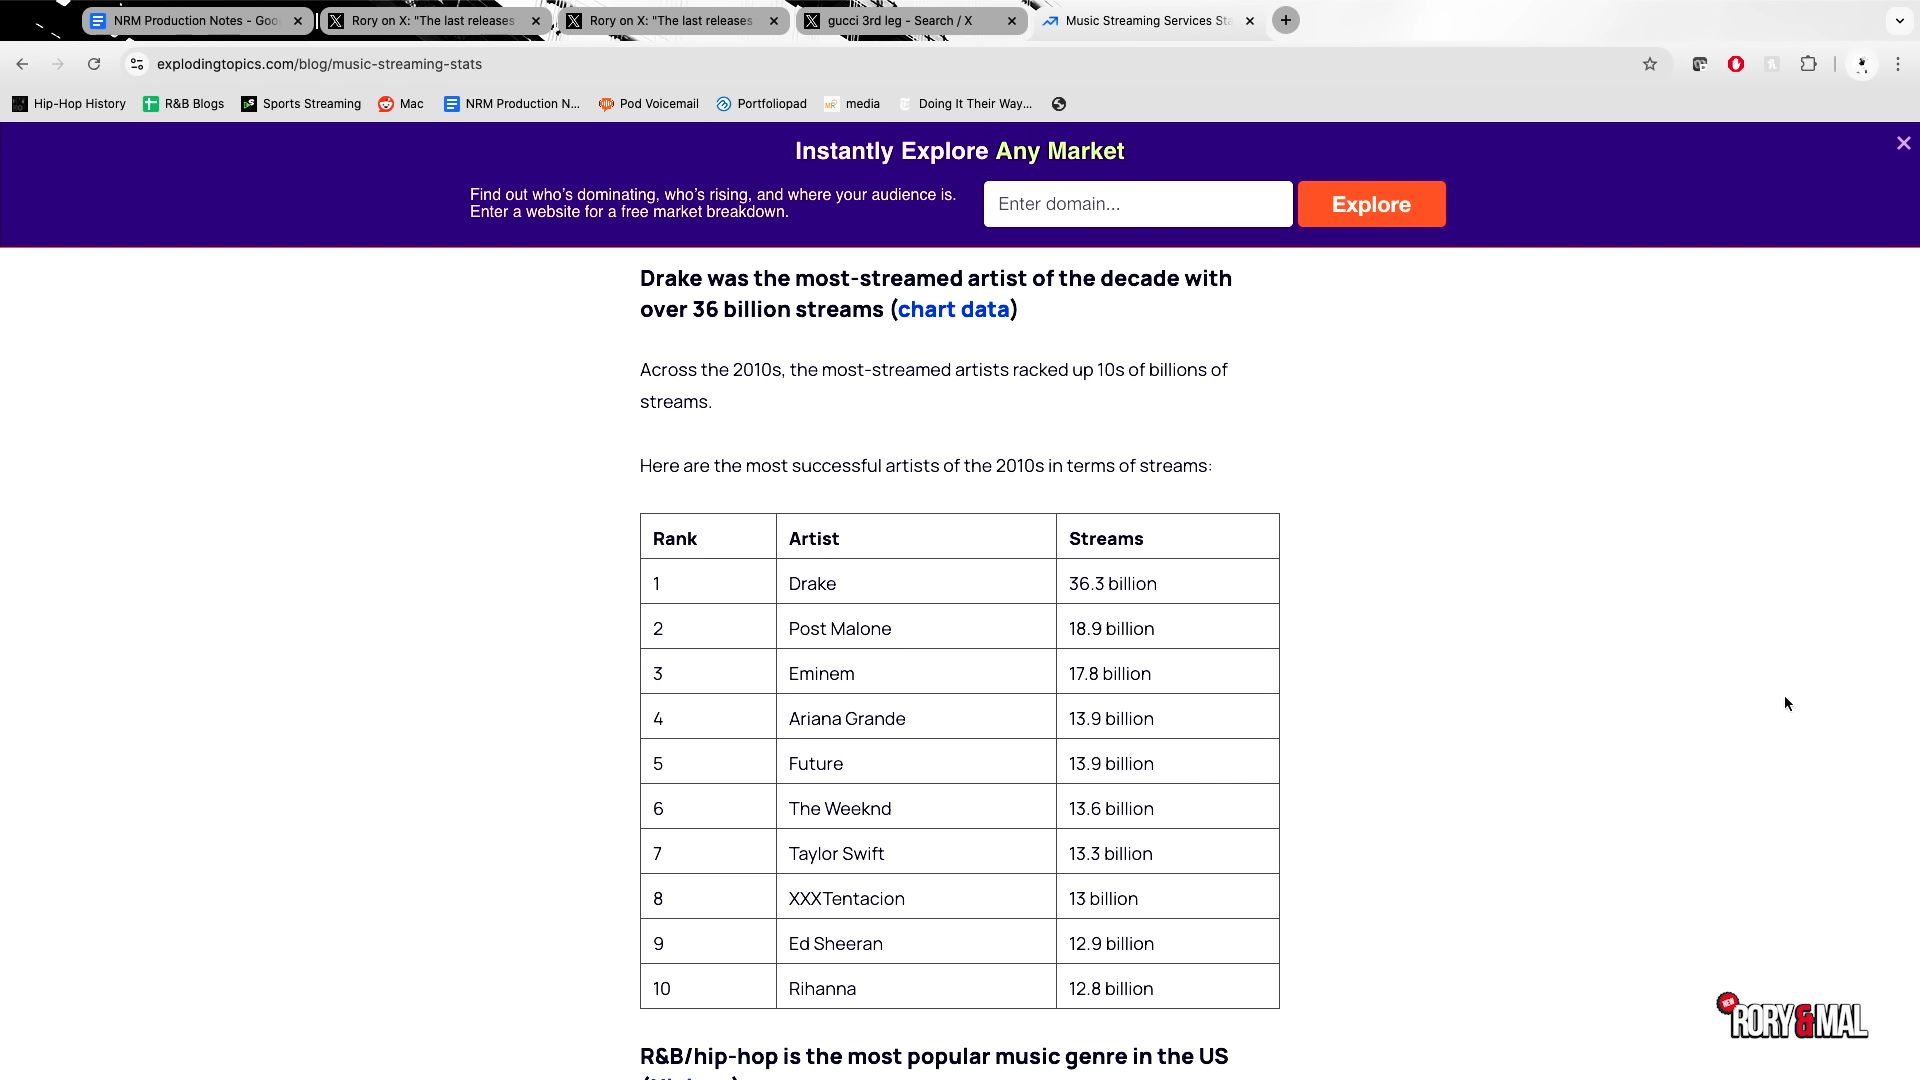 NRM Production Notes - Goo
Rory on X: "The last releases
Rory on X: "The last releases
gucci 3rd leg - Search / X
Music Streaming Services Sta
explodingtopics.com/blog/music-streaming-stats
Hip-Hop History
R&B Blogs
Sports Streaming
Mac
NRM Production N...
Pod Voicemail
Portfoliopad
media
Doing It Their Way...
Instantly Explore Any Market
Find out who's dominating, who's rising, and where your audience is.
Enter a website for a free market breakdown.
Enter domain...
Explore
Drake was the most-streamed artist of the decade with
over 36 billion streams (chart data)
Across the 2010s, the most-streamed artists racked up 10s of billions of
streams.
Here are the most successful artists of the 2010s in terms of streams:
Rank Artist Streams
1 Drake 36.3 billion
2 Post Malone 18.9 billion
3 Eminem 17.8 billion
4 Ariana Grande 13.9 billion
5 Future 13.9 billion
6 The Weeknd 13.6 billion
7 Taylor Swift 13.3 billion
8 XXXTentacion 13 billion
9 Ed Sheeran 12.9 billion
10 Rihanna 12.8 billion
NEW
RORY&MAL
R&B/hip-hop is the most popular music genre in the US